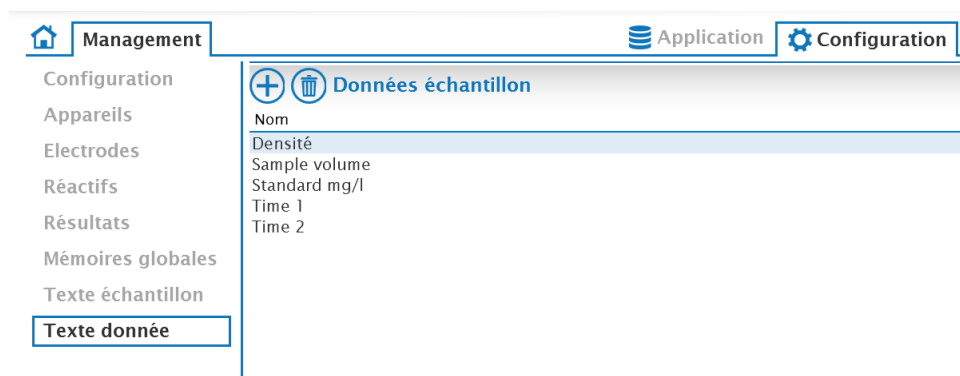 Management
Application
Configuration
Configuration
Appareils
Electrodes
Réactifs
Résultats
Mémoires globales
Texte échantillon
Texte donnée
Données échantillon
Nom
Densité
Sample volume
Standard mg/l
Time 1
Time 2